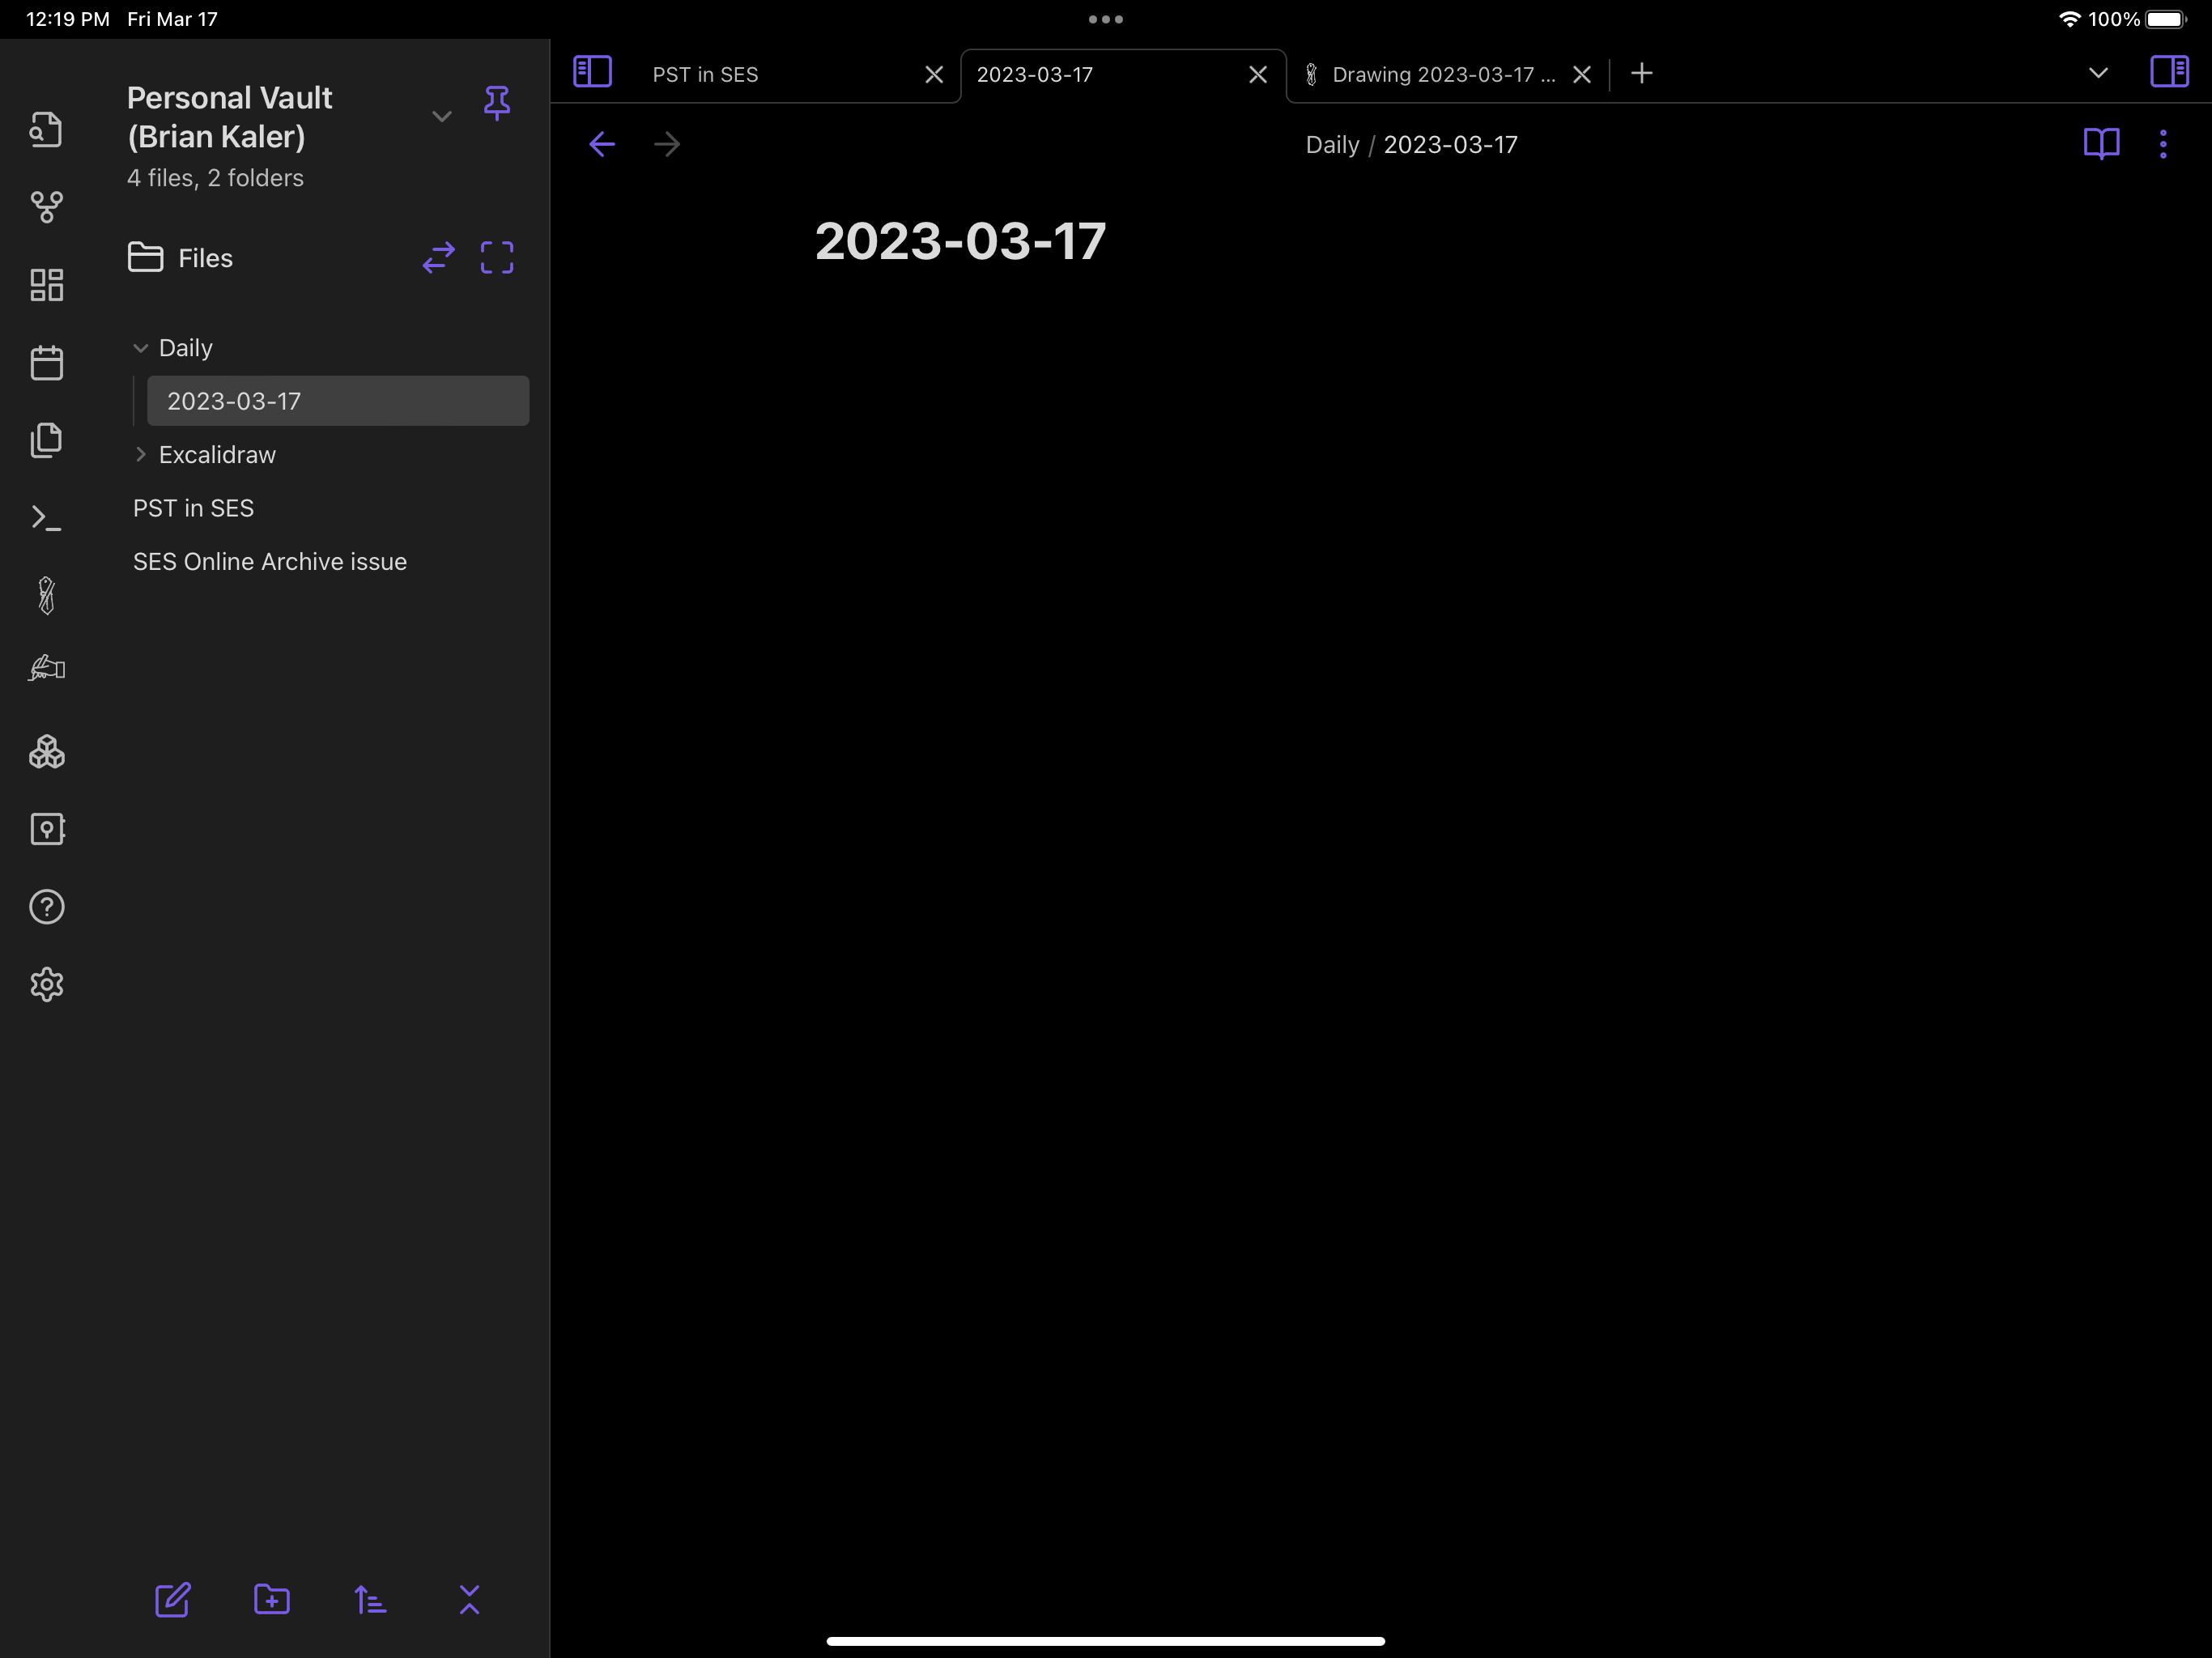 12:19 PM Fri Mar 17
100%
Personal Vault
(Brian Kaler)
4 files, 2 folders
Files
Daily
2023-03-17
Excalidraw
PST in SES
SES Online Archive issue
PST in SES
2023-03-17
Drawing 2023-03-17 ...
Daily / 2023-03-17
2023-03-17